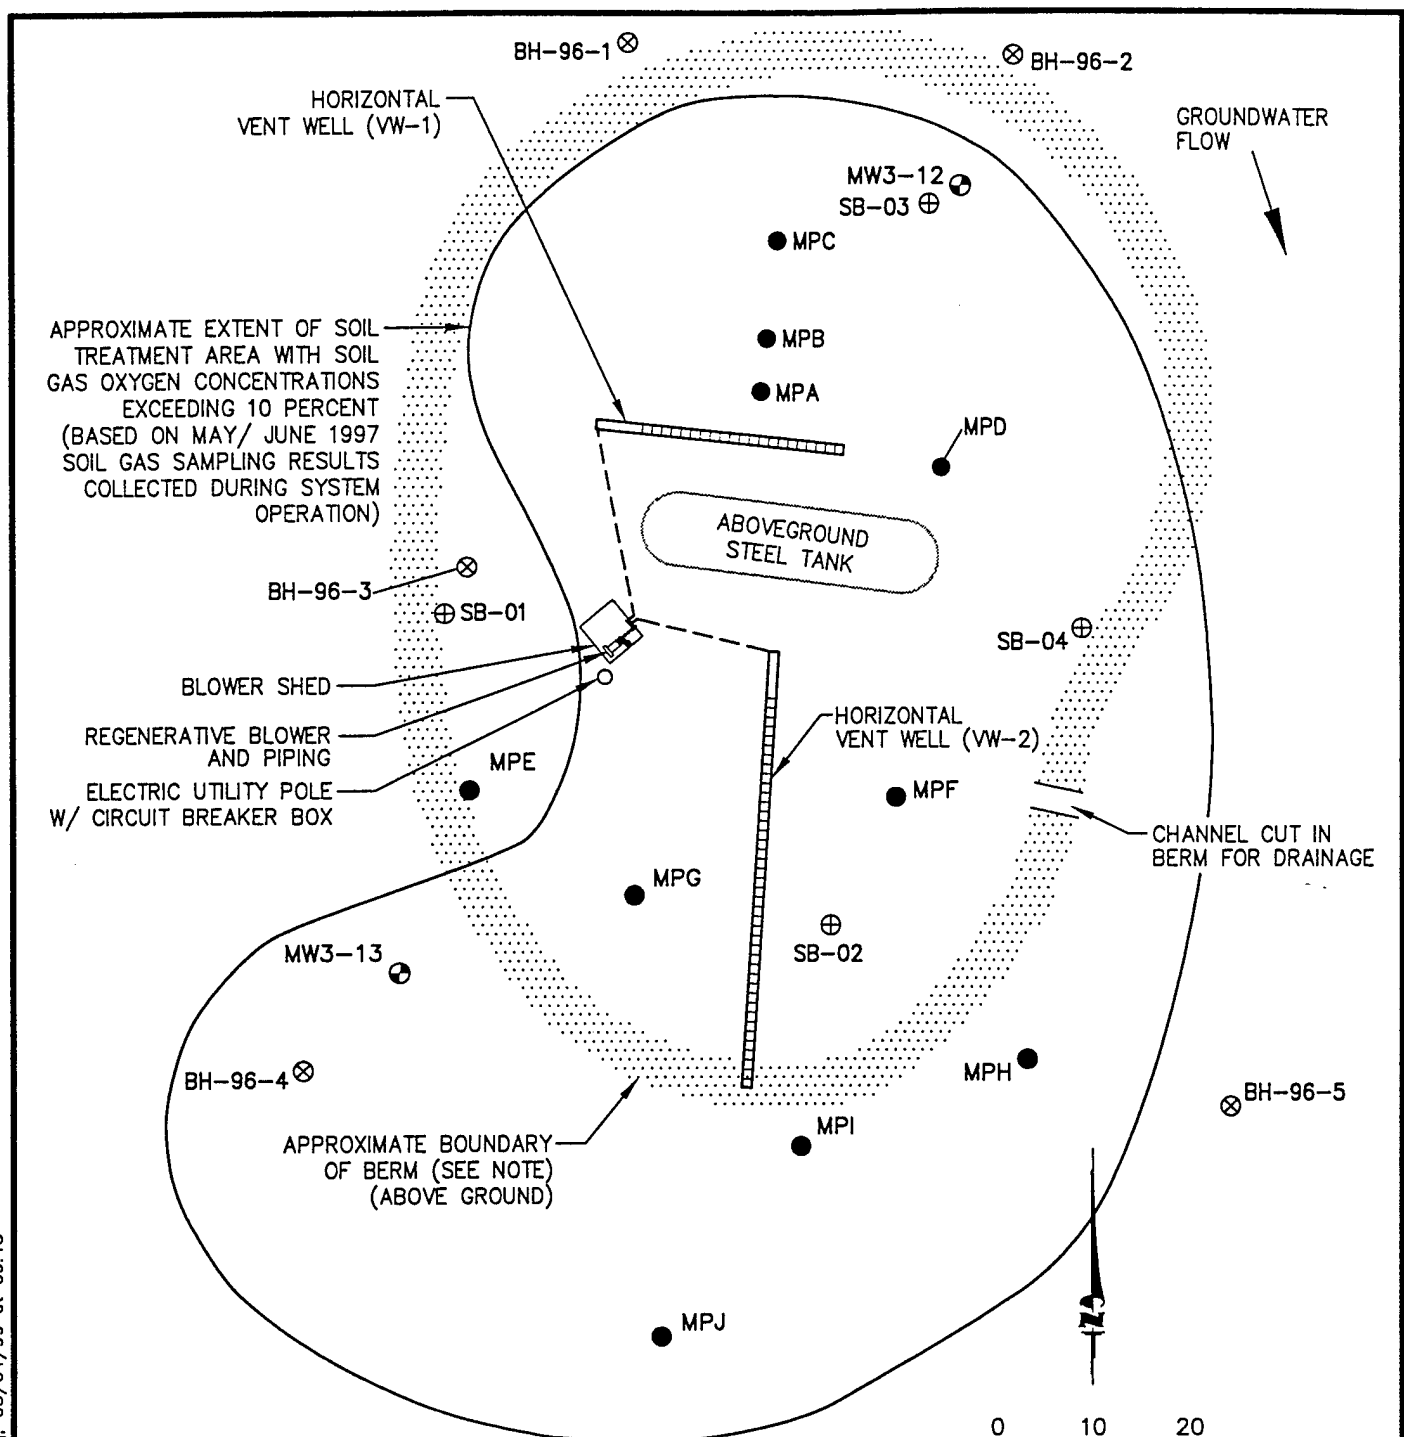 BH-96-1
BH-96-2
HORIZONTAL
VENT WELL (VW-1)
GROUNDWATER
FLOW
MW3-12
SB-03
MPC
APPROXIMATE EXTENT OF SOIL
TREATMENT AREA WITH SOIL
GAS OXYGEN CONCENTRATIONS
EXCEEDING 10 PERCENT
(BASED ON MAY/ JUNE 1997
SOIL GAS SAMPLING RESULTS
COLLECTED DURING SYSTEM
OPERATION)
MPB
MPA
MPD
ABOVEGROUND
STEEL TANK
BH-96-3
SB-01
SB-04
BLOWER SHED
REGENERATIVE BLOWER
AND PIPING
HORIZONTAL
VENT WELL (VW-2)
MPE
ELECTRIC UTILITY POLE
W/ CIRCUIT BREAKER BOX
MPF
CHANNEL CUT IN
BERM FOR DRAINAGE
MPG
MW3-13
SB-02
BH-96-4
MPH
BH-96-5
APPROXIMATE BOUNDARY
OF BERM (SEE NOTE)
(ABOVE GROUND)
MPI
MPJ
0 10 20